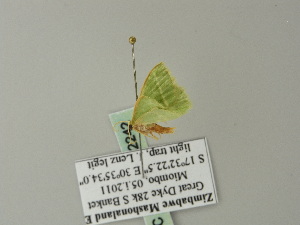 Zimbabwe Mashonaland E
Great Dyke 28k S Banket
Miombo 05.i.2011
S 17°32'22.5" E 30°35'34.0"
light trap. Lenz legit